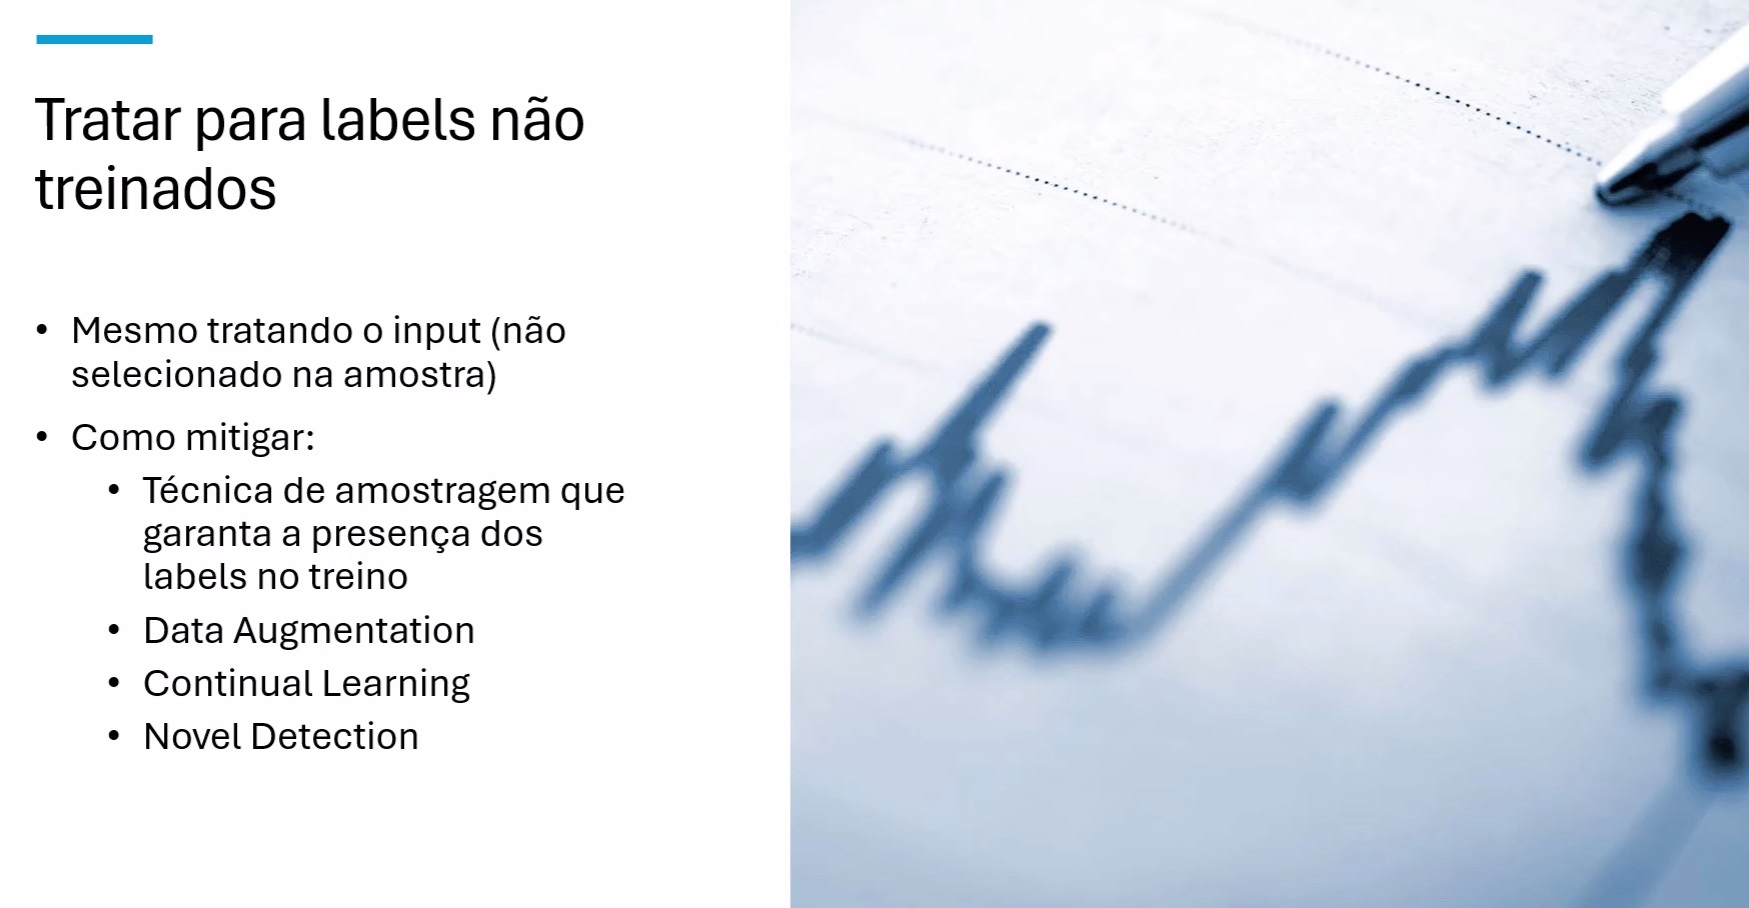 Tratar para labels não
treinados
• Mesmo tratando o input (não
selecionado na amostra)
• Como mitigar:
• Técnica de amostragem que
garanta a presença dos
labels no treino
• Data Augmentation
• Continual Learning
• Novel Detection